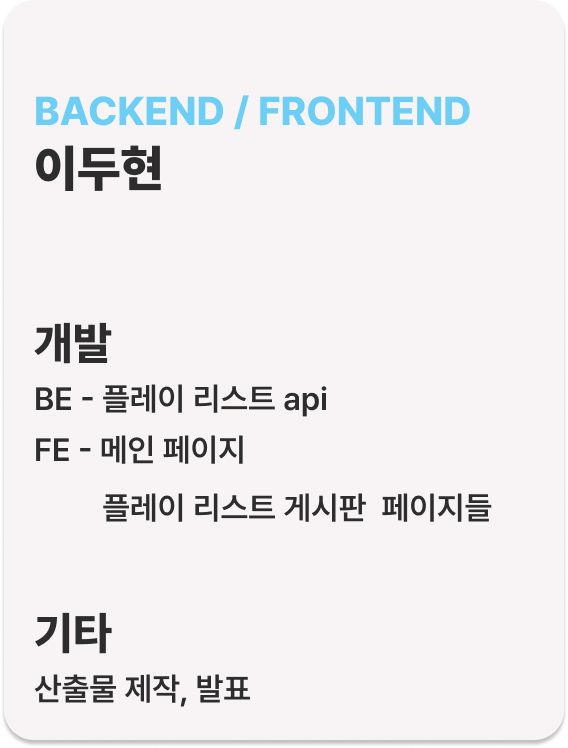 BACKEND / FRONTEND
이두현
개발
BE - 플레이 리스트 api
FE - 메인 페이지
플레이 리스트 게시판 페이지들
기타
산출물 제작, 발표